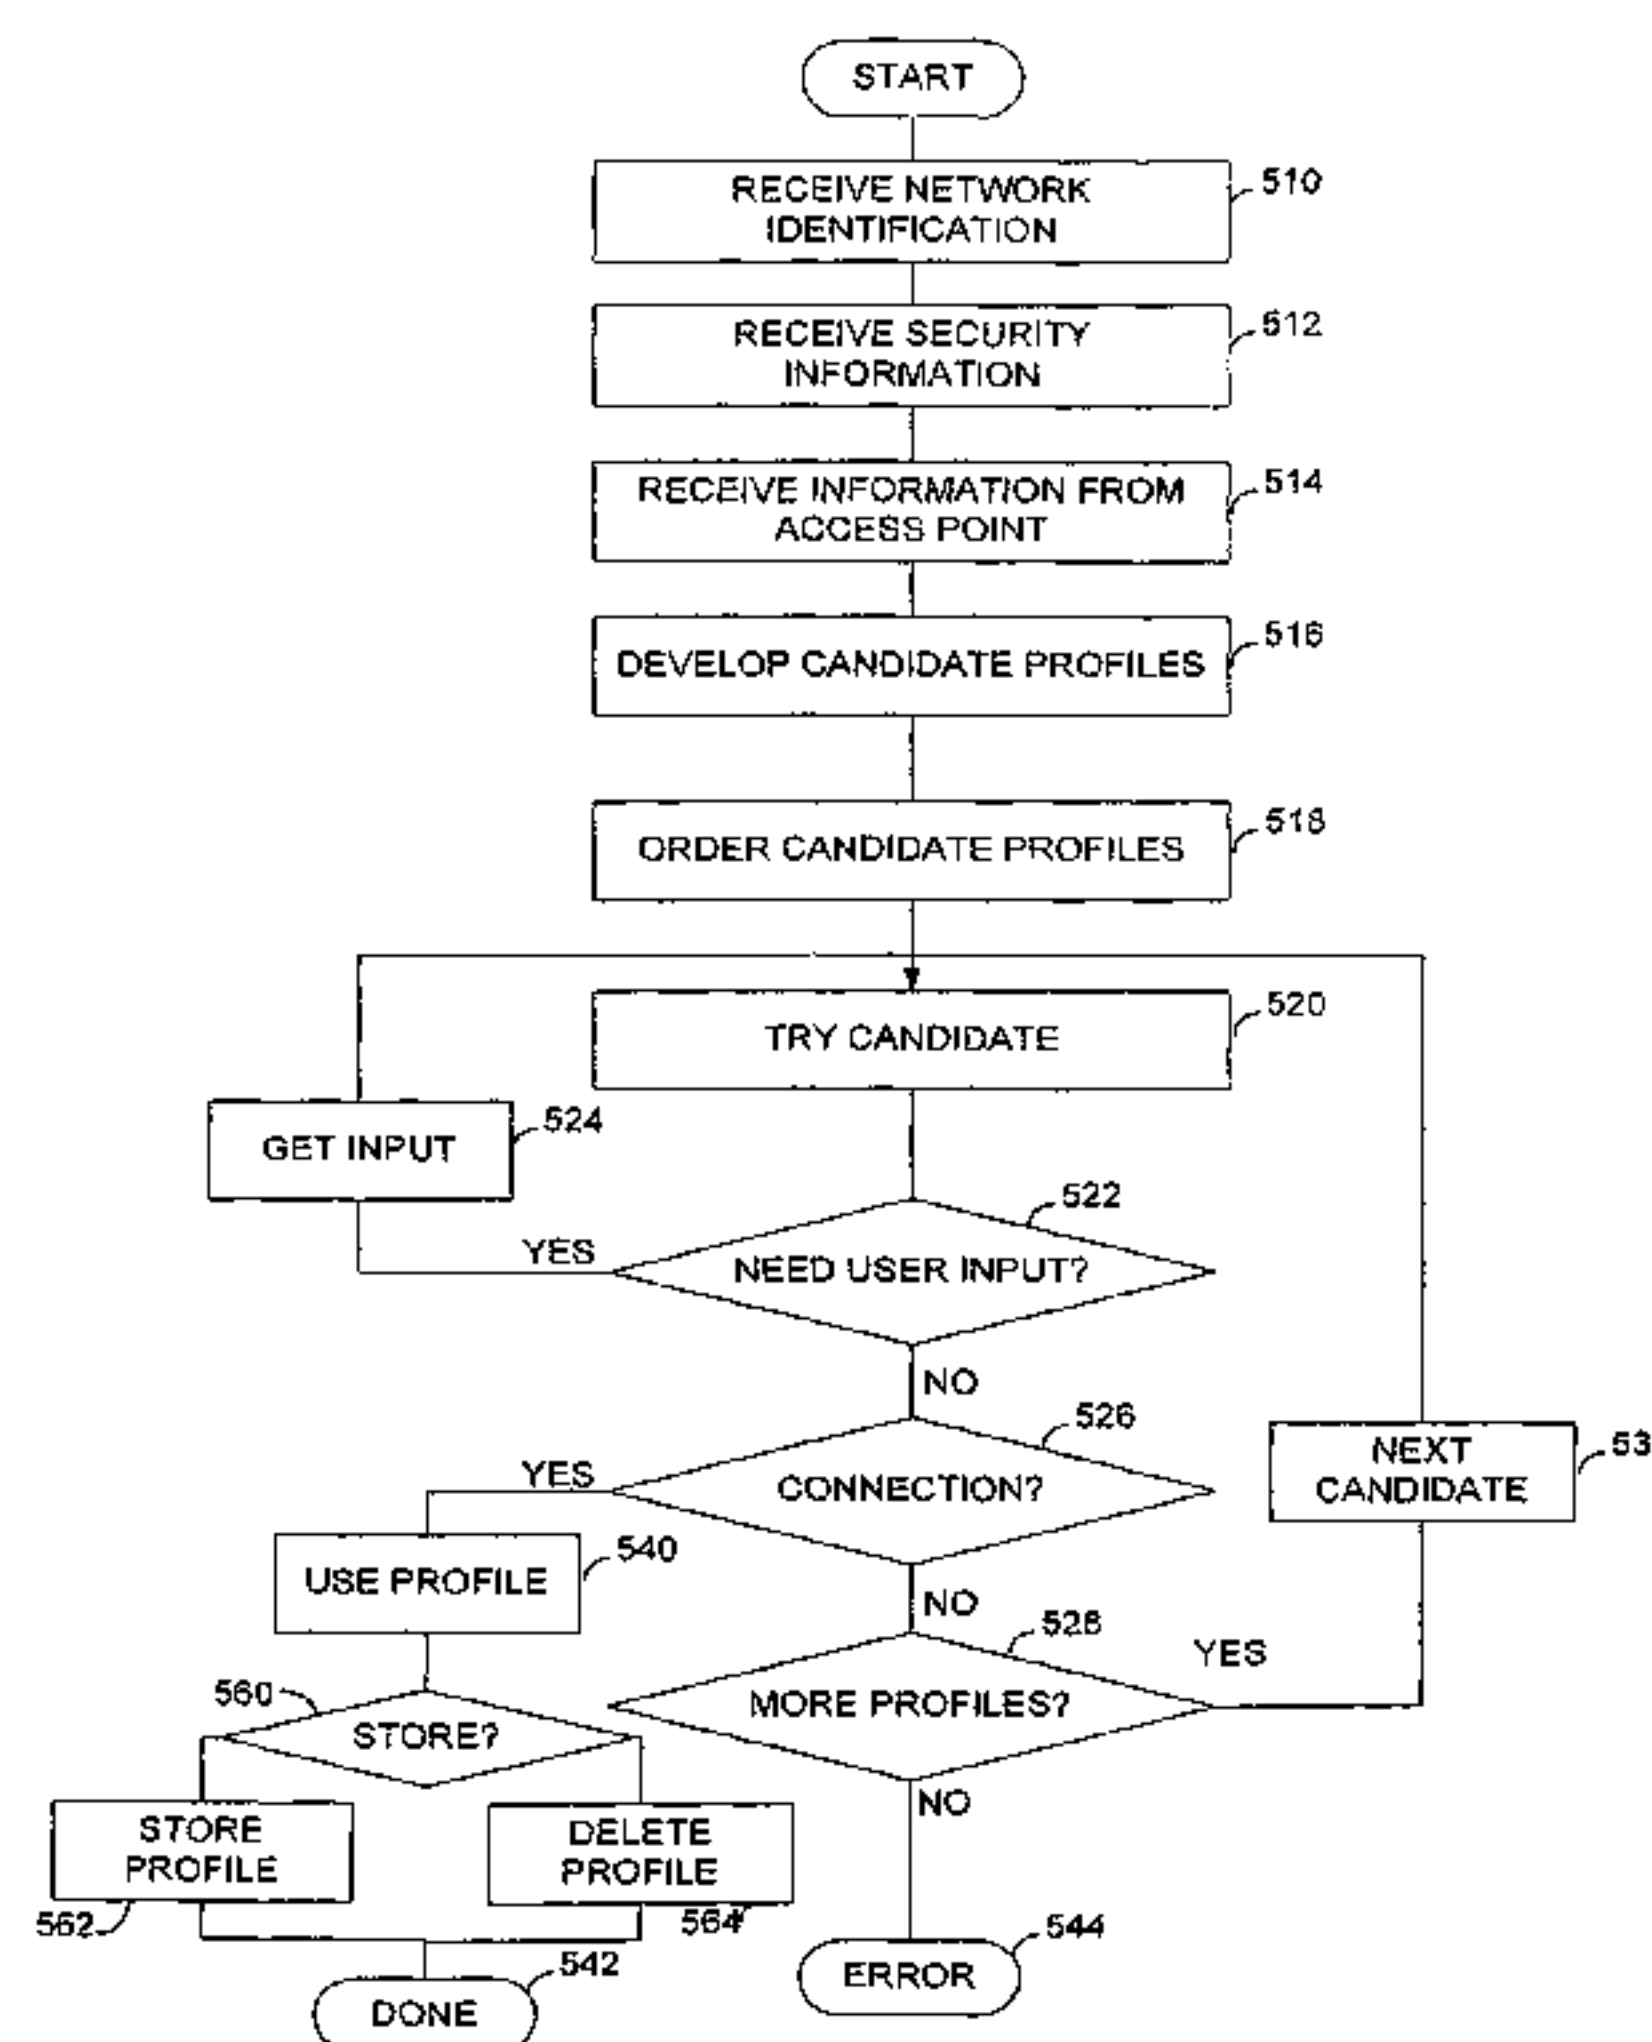 START
RECEIVE NETWORK
IDENTIFICATION
510
RECEIVE SECURITY
INFORMATION
512
RECEIVE INFORMATION FROM
ACCESS POINT
514
DEVELOP CANDIDATE PROFILES
516
ORDER CANDIDATE PROFILES
518
TRY CANDIDATE
520
GET INPUT
524
522
YES
NEED USER INPUT?
NO
526
YES
CONNECTION?
NEXT
CANDIDATE
53
USE PROFILE
540
NO
528
YES
MORE PROFILES?
560
STORE?
NO
STORE
PROFILE
562
DELETE
PROFILE
564
544
ERROR
542
DONE